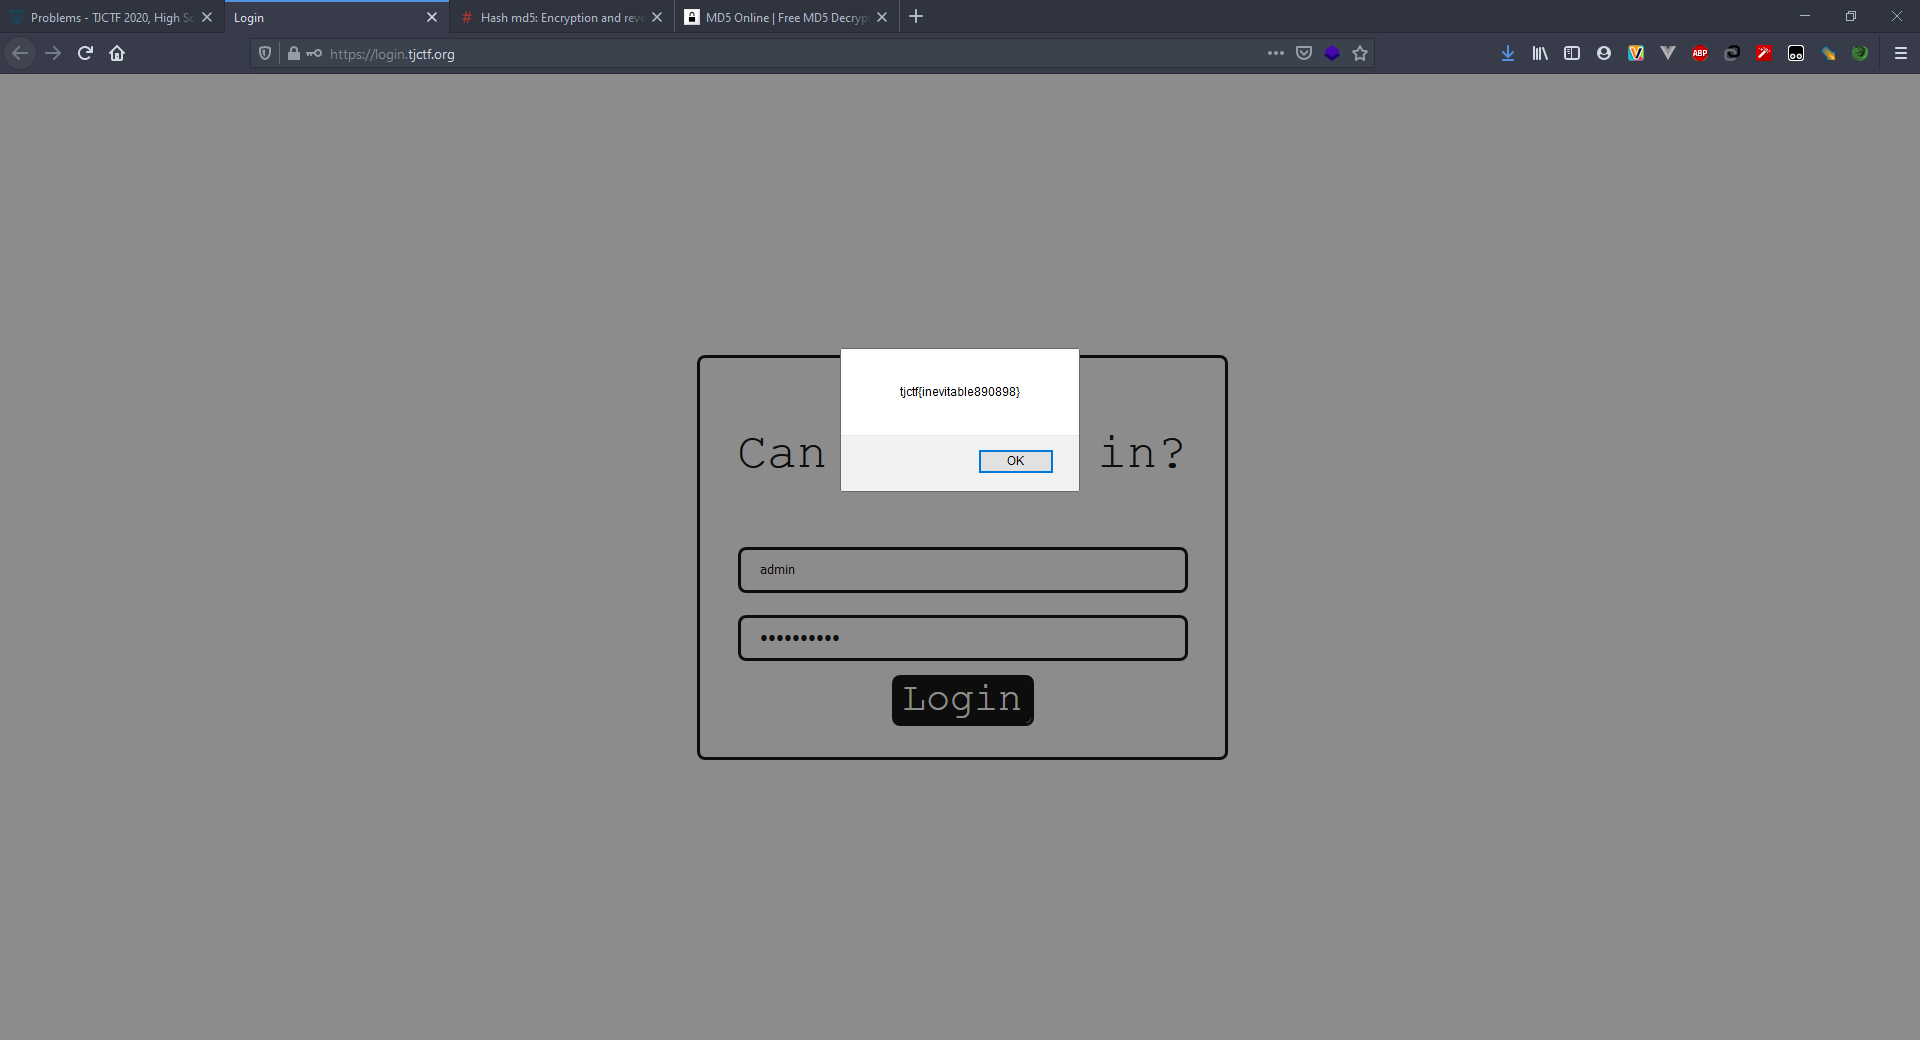 Problems - TJCTF 2020, High Sc
Login
Hash md5: Encryption and reve
MD5 Online | Free MD5 Decryp
https://login.tjctf.org
ABP
tjctf{inevitable890898}
OK
Can in?
admin
••••••••••
Login